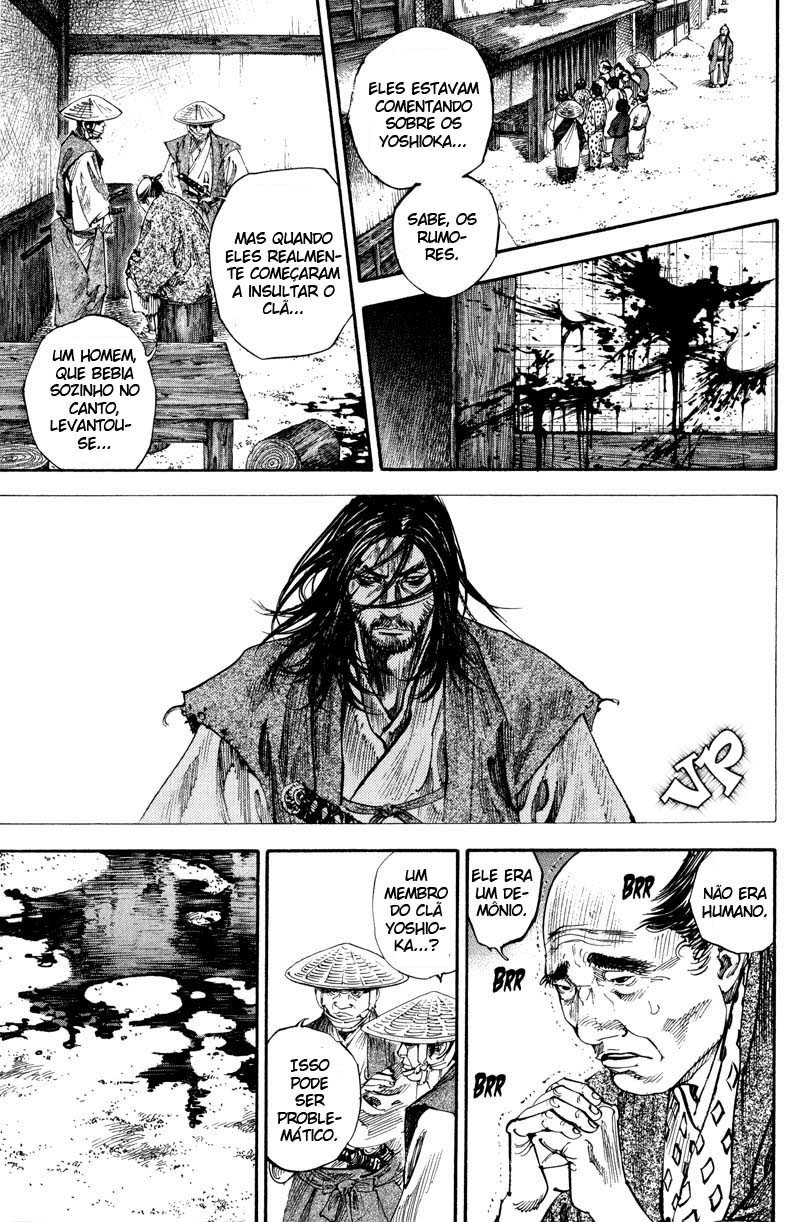 ELES ESTAVAM
COMENTANDO
SOBRE OS
YOSHIOKA...
SABE, OS
RUMO-
RES.
MAS QUANDO
ELES REALMEN-
TE COMEÇARAM
A INSULTAR O
CLÃ...
UM HOMEM,
QUE BEBIA
SOZINHO NO
CANTO,
LEVANTOU-
SE...
VP
NÃO ERA
HUMANO.
ELE ERA
UM DE-
MÔNIO.
BRR
BRR
BRR
UM
MEMBRO
DO CLÃ
YOSHIO-
KA...?
ISSO
PODE
SER
PROBLE-
MÁTICO.